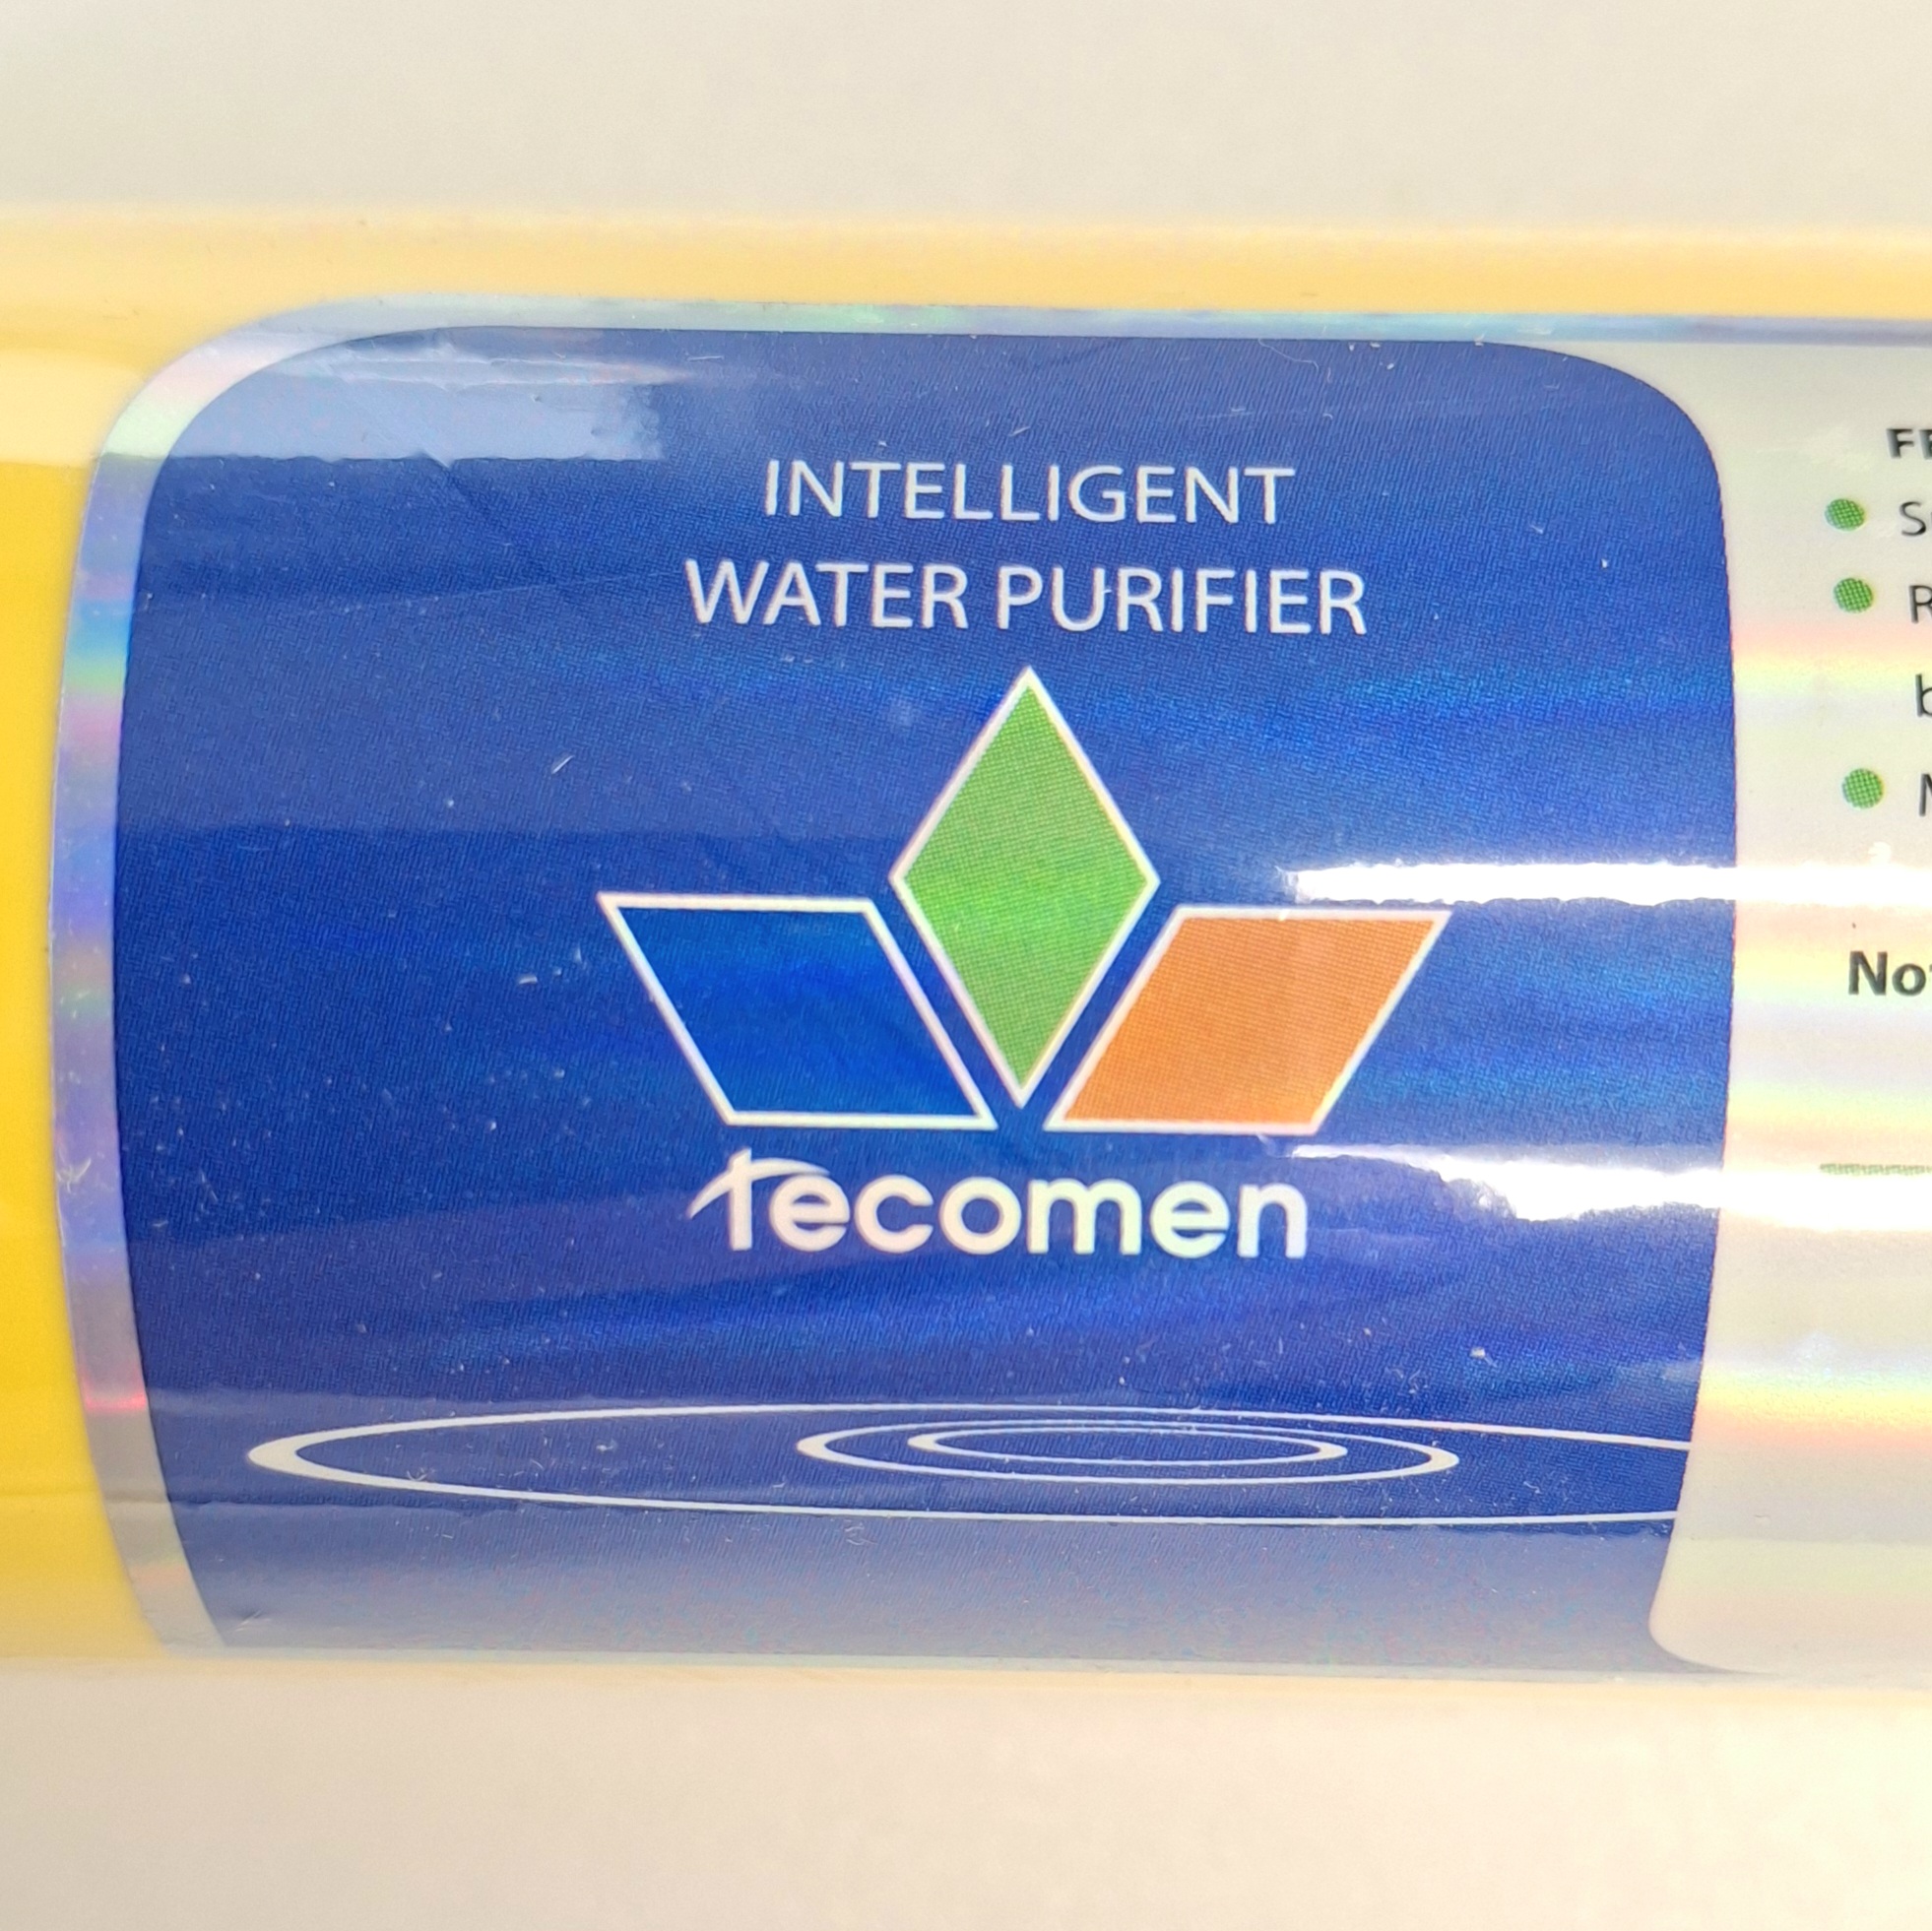 INTELLIGENT
WATER PURIFIER
tecomen